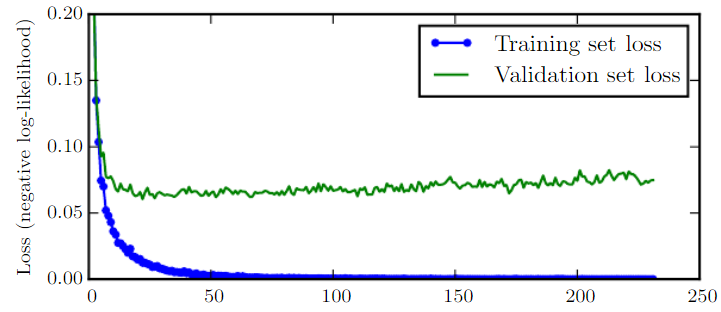 0.20
0.15
0.10
0.05
0.00
Loss (negative log-likelihood)
Training set loss
Validation set loss
0 50 100 150 200 250